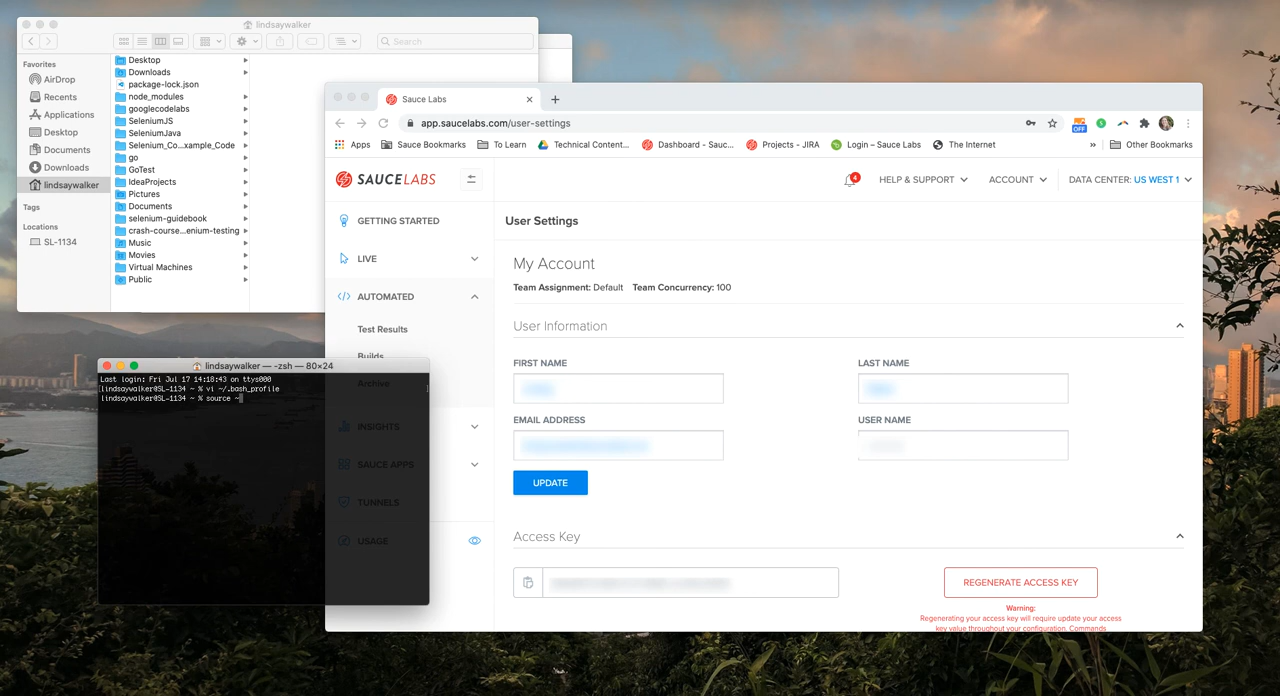 lindsaywalker
Search
Favorites
AirDrop
Recents
Applications
Desktop
Documents
Downloads
lindsaywalker
Tags
Locations
SL-1134
Desktop
Downloads
package-lock.json
node_modules
googlecodelabs
SeleniumJS
SeleniumJava
Selenium_Co...xample_Code
go
GoTest
IdeaProjects
Pictures
Documents
selenium-guidebook
crash-course...enium-testing
Music
Movies
Virtual Machines
Public
Sauce Labs
app.saucelabs.com/user-settings
OFF
Apps Sauce Bookmarks To Learn Technical Content... Dashboard - Sauc... Projects - JIRA Login – Sauce Labs The Internet » Other Bookmarks
SAUCELABS
4
HELP & SUPPORT ACCOUNT DATA CENTER: US WEST 1
GETTING STARTED
LIVE
AUTOMATED
Test Results
Builds
Archive
INSIGHTS
SAUCE APPS
TUNNELS
USAGE
User Settings
My Account
Team Assignment: Default Team Concurrency: 100
User Information
FIRST NAME LAST NAME
EMAIL ADDRESS USER NAME
UPDATE
Access Key
REGENERATE ACCESS KEY
Warning:
Regenerating your access key will require update your access
key value throughout your configuration. Commands
lindsaywalker — -zsh — 80×24
Last login: Fri Jul 17 14:18:43 on ttys000
[lindsaywalker@SL-1134 ~ % vi ~/.bash_profile ]
lindsaywalker@SL-1134 ~ % source ~